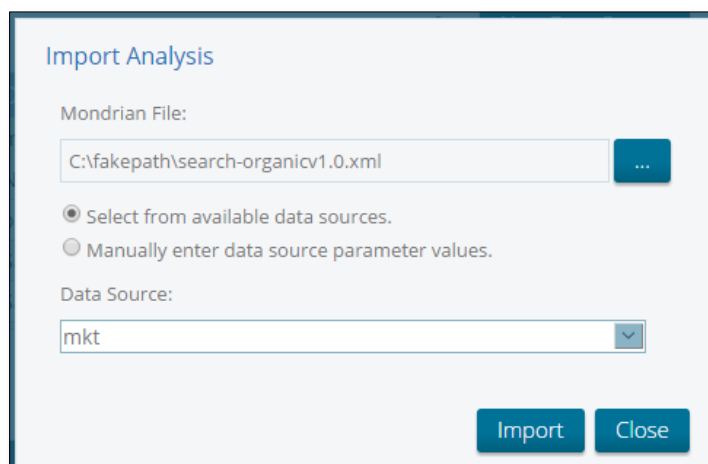 Import Analysis
Mondrian File:
C:\fakepath\search-organicv1.0.xml
...
Select from available data sources.
Manually enter data source parameter values.
Data Source:
mkt
Import Close